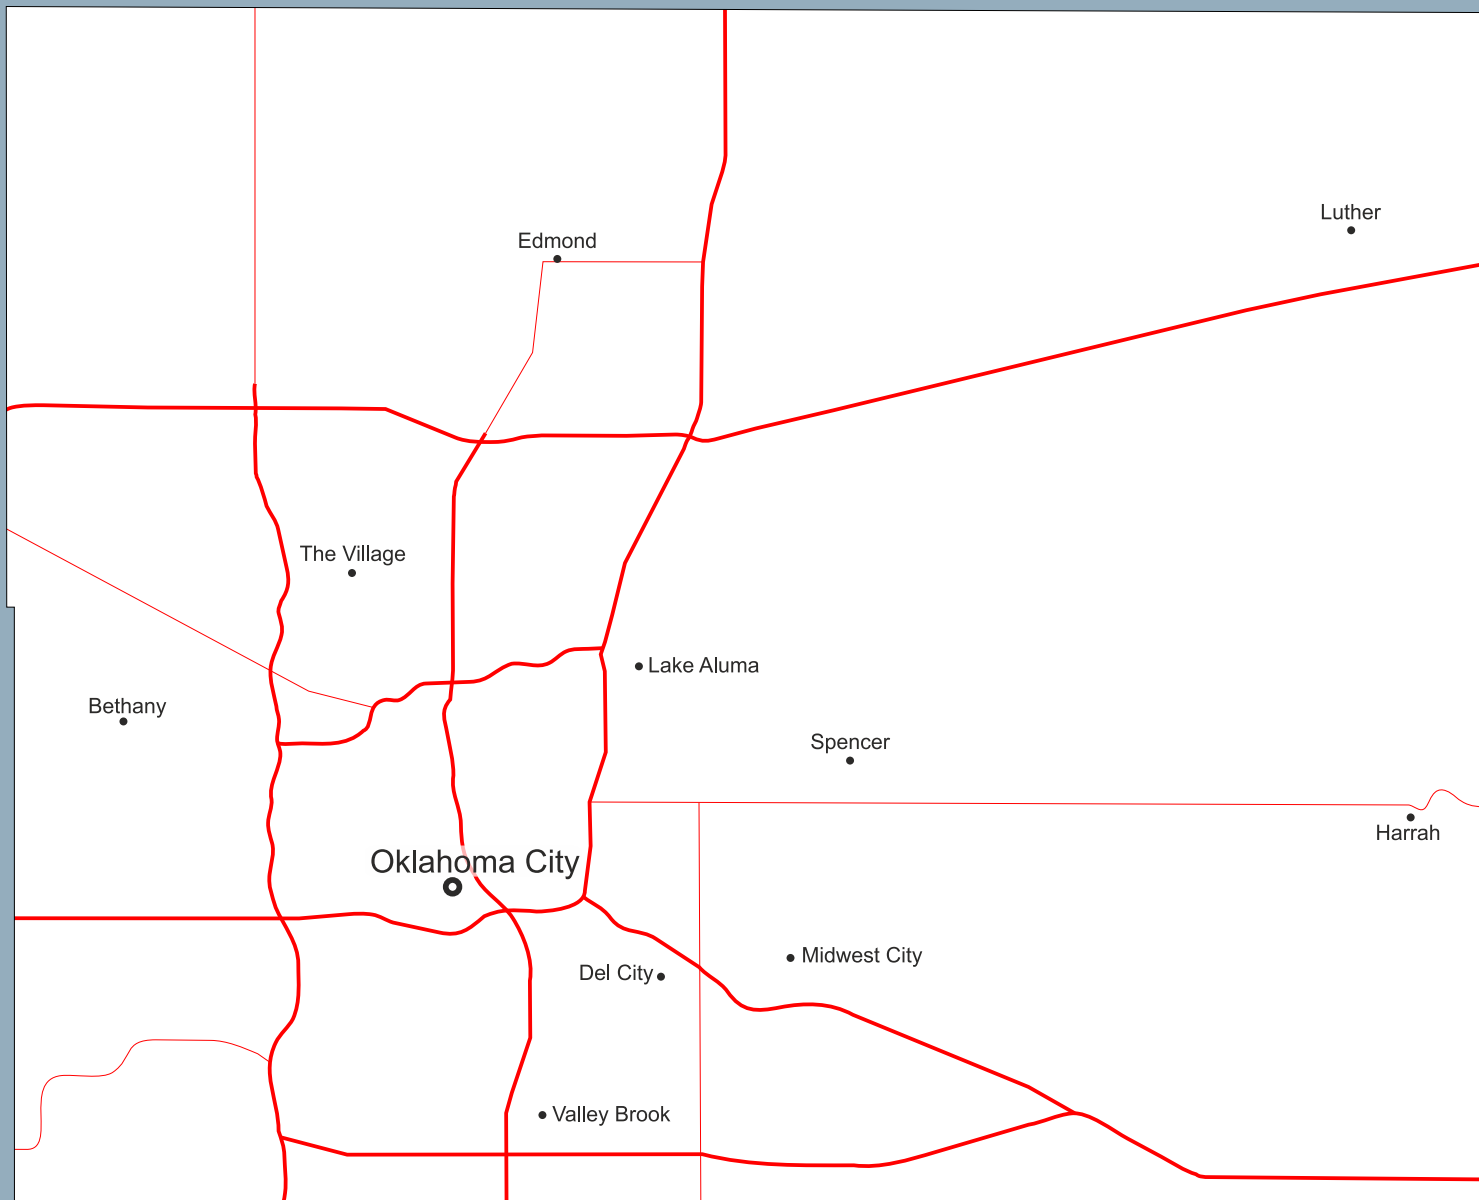 Luther
Edmond
The Village
Lake Aluma
Bethany
Spencer
Harrah
Oklahoma City
Midwest City
Del City
Valley Brook